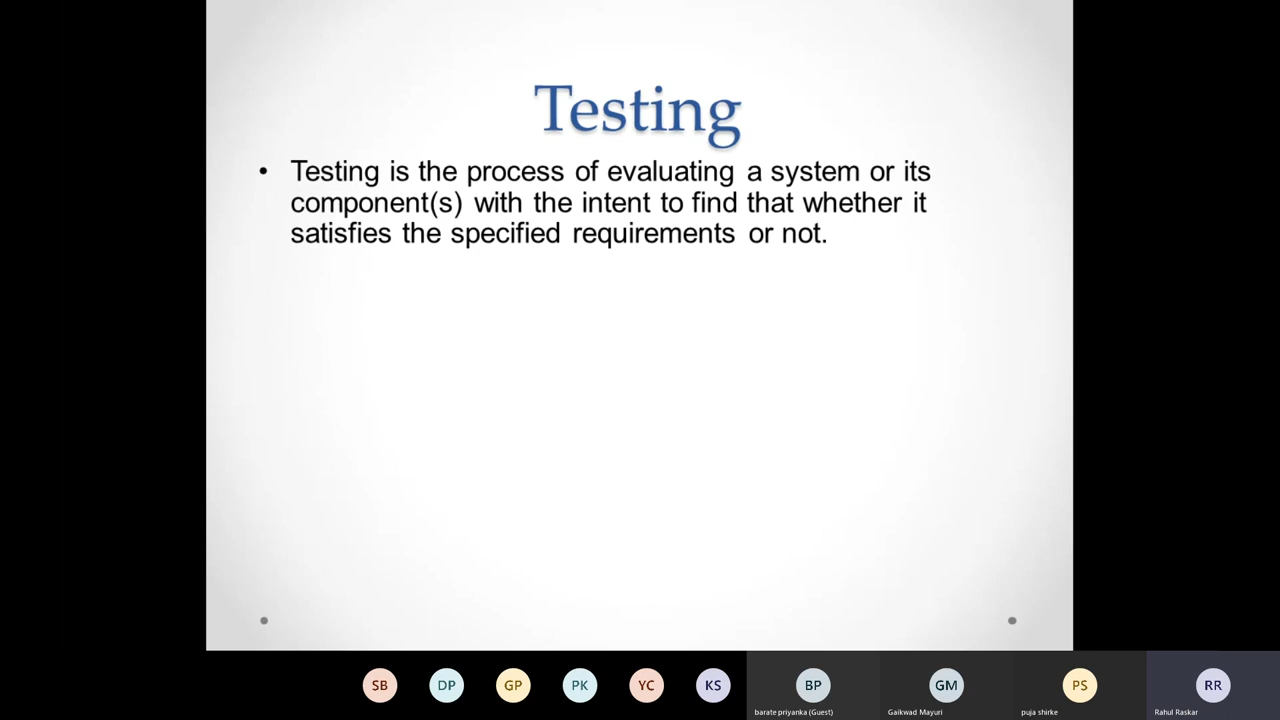 Testing
• Testing is the process of evaluating a system or its
component(s) with the intent to find that whether it
satisfies the specified requirements or not.
SB DP GP PK YC KS BP GM PS RR
barate priyanka (Guest) Gaikwad Mayuri puja shirke Rahul Raskar